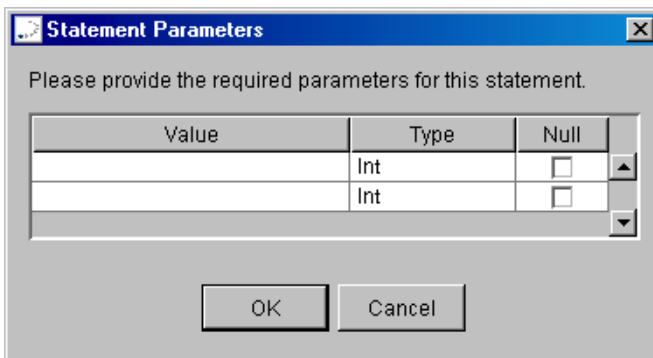 Statement Parameters
Please provide the required parameters for this statement.
Value Type Null
Int
Int
OK Cancel